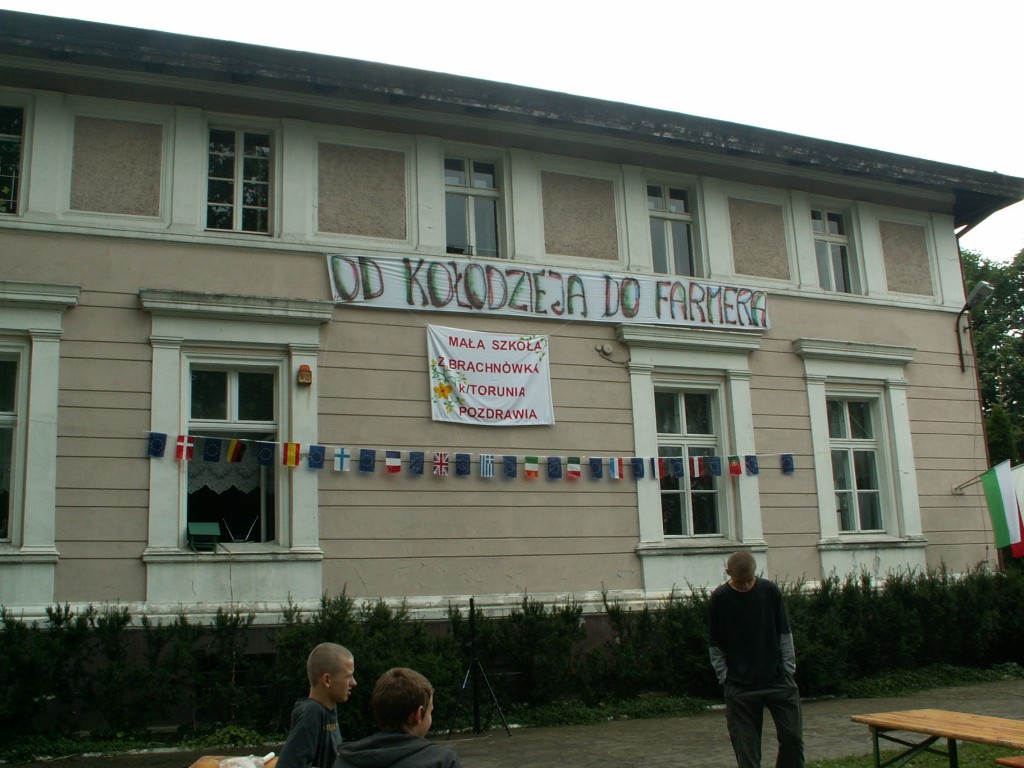 OD KOŁODZIEJA DO FARMERA
MAŁA SZKOŁA
Z BRACHNÓWKA
K/TORUNIA
POZDRAWIA